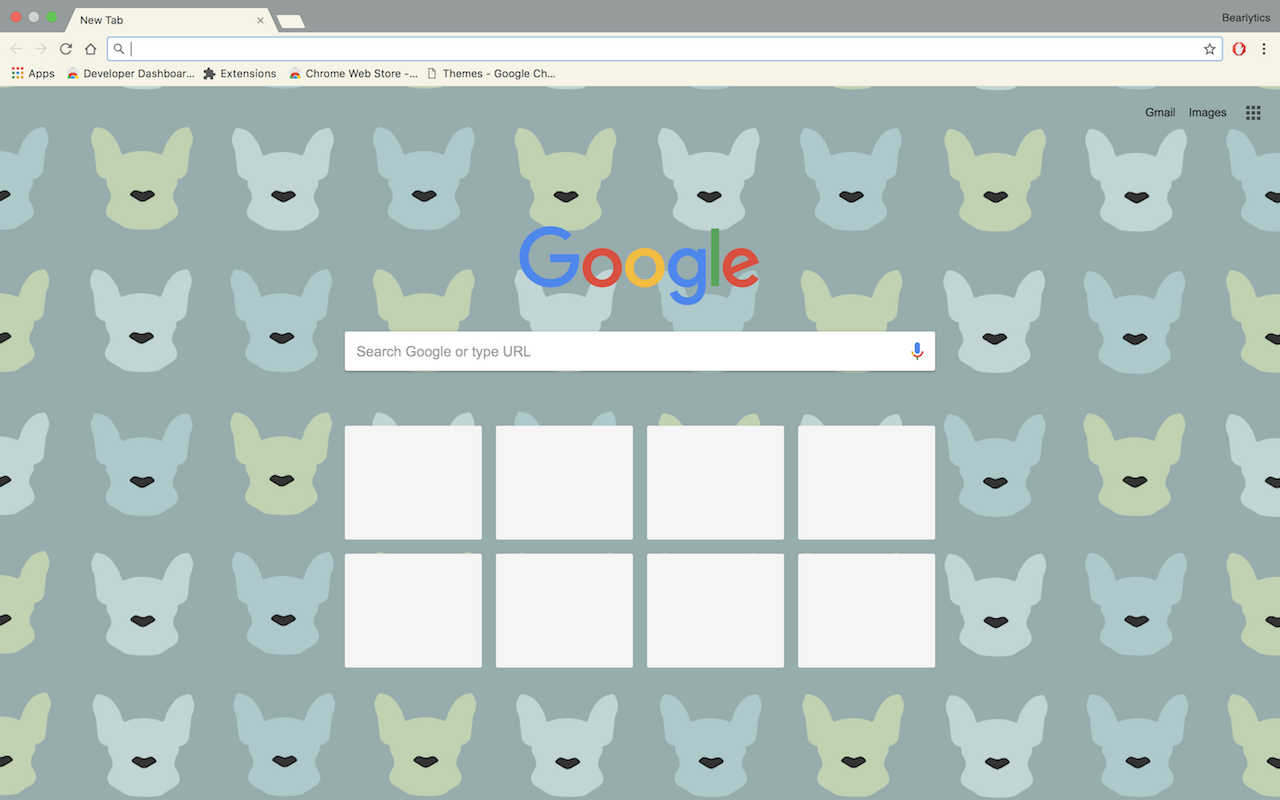 New Tab
Bearlytics
Apps Developer Dashboar... Extensions Chrome Web Store -... Themes - Google Ch...
Gmail Images
Google
Search Google or type URL